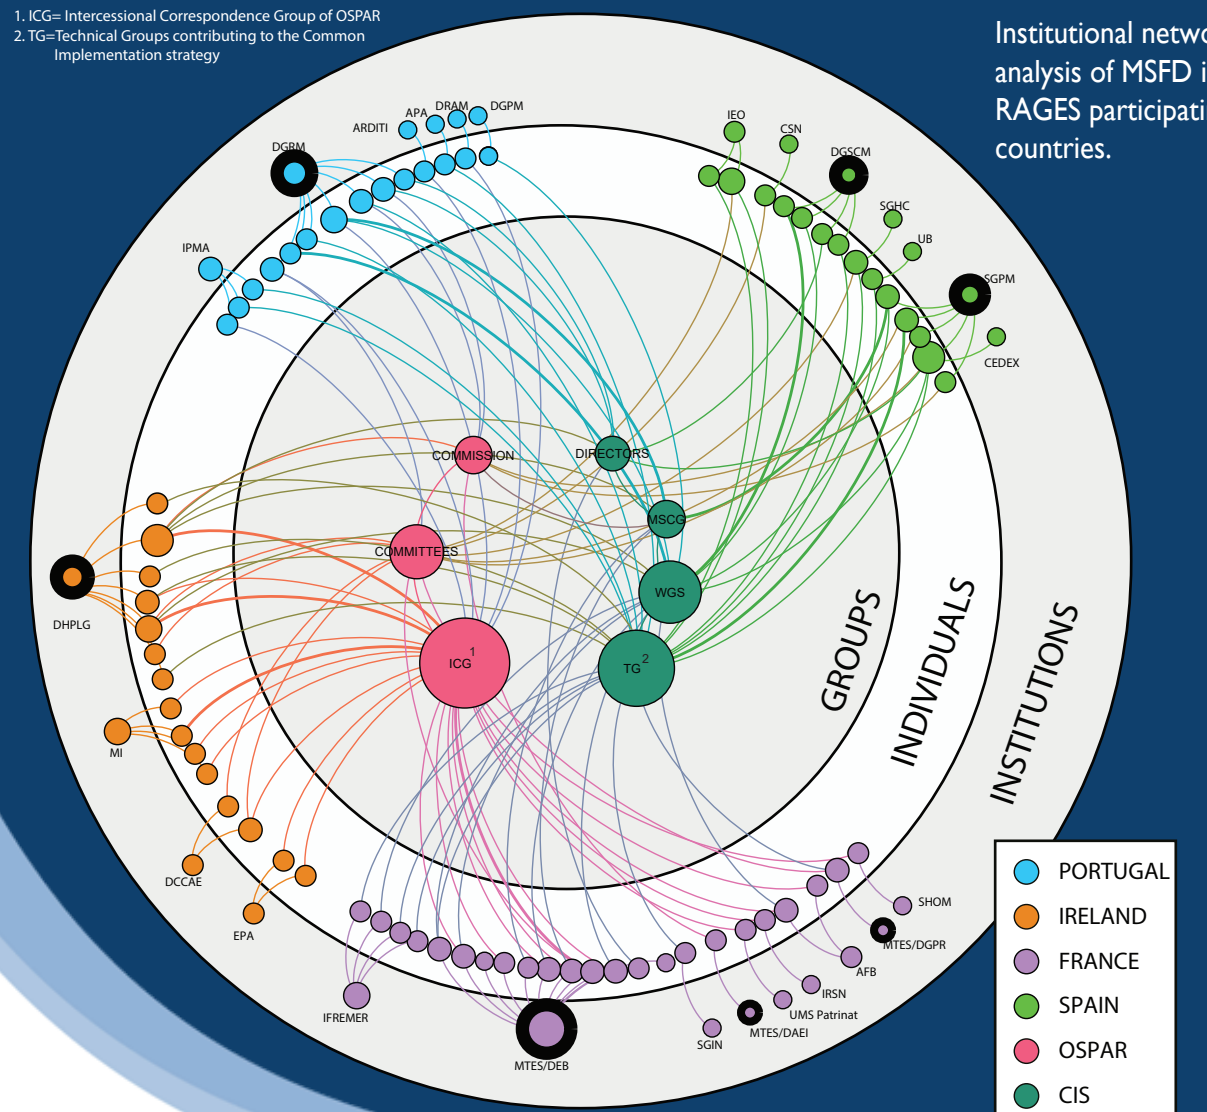 1. ICG= Intercessional Correspondence Group of OSPAR
2. TG=Technical Groups contributing to the Common
Implementation strategy
Institutional netwo
analysis of MSFD i
RAGES participatin
countries.
ARDITI
APA
DRAM
DGPM
DGRM
IPMA
IEO
CSN
DGSCM
SGHC
UB
SGPM
CEDEX
COMMISSION
DIRECTORS
MSCG
COMMITTEES
WGS
ICG 1
TG 2
GROUPS
INDIVIDUALS
INSTITUTIONS
DHPLG
MI
DCCAE
EPA
IFREMER
MTES/DEB
SGIN
MTES/DAEI
UMS Patrinat
IRSN
AFB
MTES/DGPR
SHOM
PORTUGAL
IRELAND
FRANCE
SPAIN
OSPAR
CIS